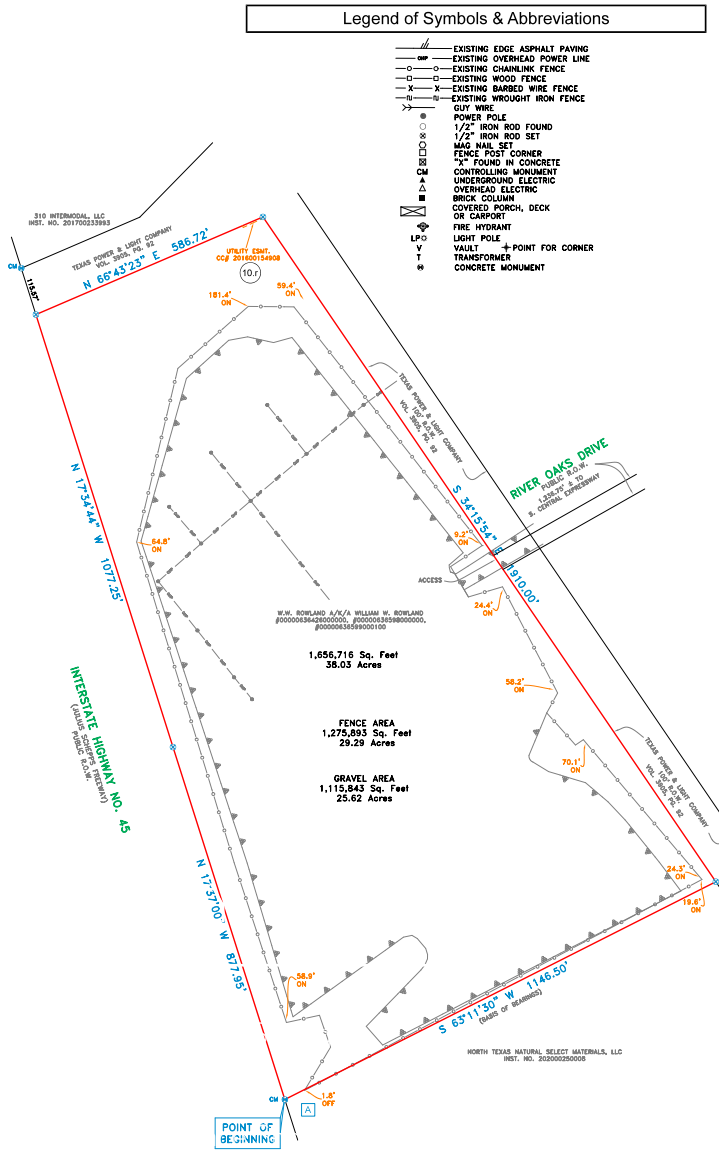 Legend of Symbols & Abbreviations
EXISTING EDGE ASPHALT PAVING
OHP EXISTING OVERHEAD POWER LINE
EXISTING CHAINLINK FENCE
EXISTING WOOD FENCE
X X EXISTING BARBED WIRE FENCE
EXISTING WROUGHT IRON FENCE
GUY WIRE
POWER POLE
1/2" IRON ROD FOUND
1/2" IRON ROD SET
MAG NAIL SET
FENCE POST CORNER
"X" FOUND IN CONCRETE
CM CONTROLLING MONUMENT
UNDERGROUND ELECTRIC
OVERHEAD ELECTRIC
BRICK COLUMN
COVERED PORCH, DECK
OR CARPORT
FIRE HYDRANT
LP LIGHT POLE
V VAULT POINT FOR CORNER
T TRANSFORMER
CONCRETE MONUMENT
310 INTERMODAL, LLC
INST. NO. 201700233993
TEXAS POWER & LIGHT COMPANY
VOL. 3905, PG. 92
N 66°43'23" E 586.72'
CM
115.57'
UTILITY ESMT.
CC# 201600154808
10.r
181.4'
ON
59.4'
ON
TEXAS POWER & LIGHT COMPANY
100' R.O.W.
VOL. 3905, PG. 92
RIVER OAKS DRIVE
PUBLIC R.O.W.
1,336.75' ± TO
S. CENTRAL EXPRESSWAY
S 34°15'54" E 1910.00'
N 17°34'44" W 1077.25'
64.8'
ON
9.2'
ON
ACCESS
24.4'
ON
W.W. ROWLAND A/K/A WILLIAM W. ROWLAND
#00000636426000000, #00000636598000000,
#00000636599000100
1,656,716 Sq. Feet
38.03 Acres
58.2'
ON
FENCE AREA
1,275,893 Sq. Feet
29.29 Acres
GRAVEL AREA
1,115,843 Sq. Feet
25.62 Acres
70.1'
ON
TEXAS POWER & LIGHT COMPANY
100' R.O.W.
VOL. 3905, PG. 92
INTERSTATE HIGHWAY NO. 45
(JULIUS SCHEPPS FREEWAY)
PUBLIC R.O.W.
N 17°37'00" W 877.95'
24.3'
ON
19.6'
ON
58.9'
ON
S 63°11'30" W 1146.50'
(BASIS OF BEARINGS)
NORTH TEXAS NATURAL SELECT MATERIALS, LLC
INST. NO. 202000250008
CM
1.8'
OFF
A
POINT OF
BEGINNING